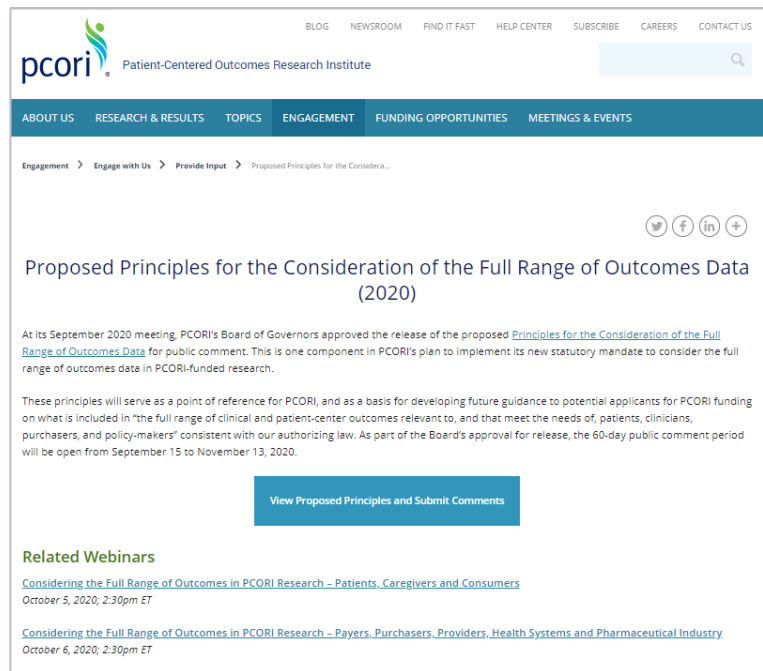 BLOG NEWSROOM FIND IT FAST HELP CENTER SUBSCRIBE CAREERS CONTACT US
pcori Patient-Centered Outcomes Research Institute
ABOUT US RESEARCH & RESULTS TOPICS ENGAGEMENT FUNDING OPPORTUNITIES MEETINGS & EVENTS
Engagement > Engage with Us > Provide Input > Proposed Principles for the Considera...
Proposed Principles for the Consideration of the Full Range of Outcomes Data
(2020)
At its September 2020 meeting, PCORI's Board of Governors approved the release of the proposed Principles for the Consideration of the Full
Range of Outcomes Data for public comment. This is one component in PCORI's plan to implement its new statutory mandate to consider the full
range of outcomes data in PCORI-funded research.
These principles will serve as a point of reference for PCORI, and as a basis for developing future guidance to potential applicants for PCORI funding
on what is included in "the full range of clinical and patient-center outcomes relevant to, and that meet the needs of, patients, clinicians,
purchasers, and policy-makers" consistent with our authorizing law. As part of the Board's approval for release, the 60-day public comment period
will be open from September 15 to November 13, 2020.
View Proposed Principles and Submit Comments
Related Webinars
Considering the Full Range of Outcomes in PCORI Research – Patients, Caregivers and Consumers
October 5, 2020; 2:30pm ET
Considering the Full Range of Outcomes in PCORI Research – Payers, Purchasers, Providers, Health Systems and Pharmaceutical Industry
October 6, 2020; 2:30pm ET